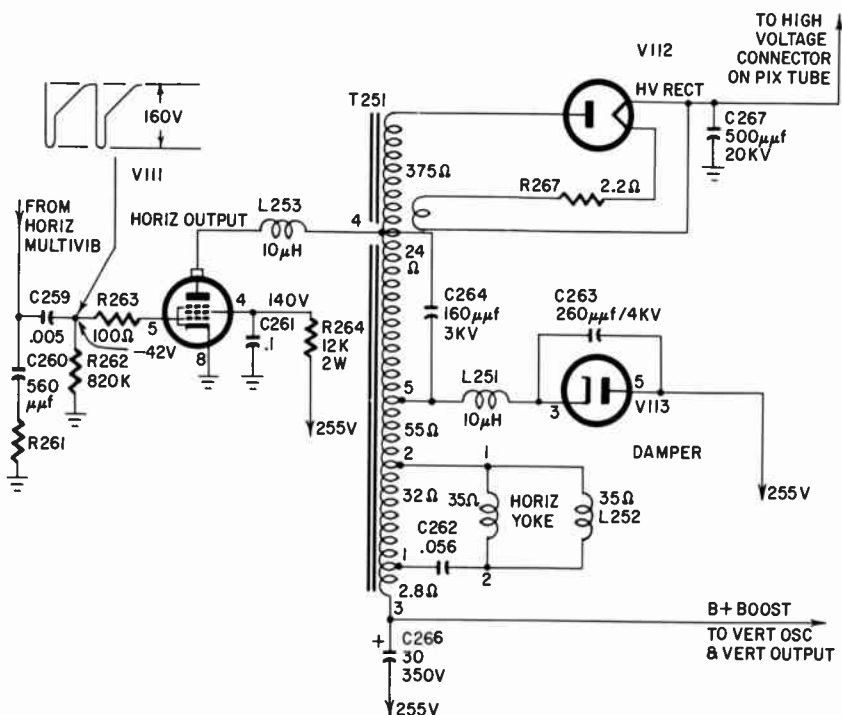 TO HIGH
VOLTAGE
CONNECTOR
ON PIX TUBE
V112
HV RECT
C267
500μμf
20KV
T251
375Ω
R267
2.2Ω
160V
V111
FROM
HORIZ
MULTIVIB
HORIZ OUTPUT
L253
10μH
4
24
Ω
C259
.005
R263
100Ω
5
4
140V
8
C261
.1
R264
12K
2W
255V
-42V
C260
560
μμf
R262
820K
R261
C264
160μμf
3KV
C263
260μμf/4KV
5
L251
10μH
3
5
V113
DAMPER
255V
55Ω
2
1
35Ω
HORIZ
YOKE
35Ω
L252
32Ω
C262
.056
1
2
2.8Ω
3
B+ BOOST
TO VERT OSC
& VERT OUTPUT
+
C266
30
350V
255V